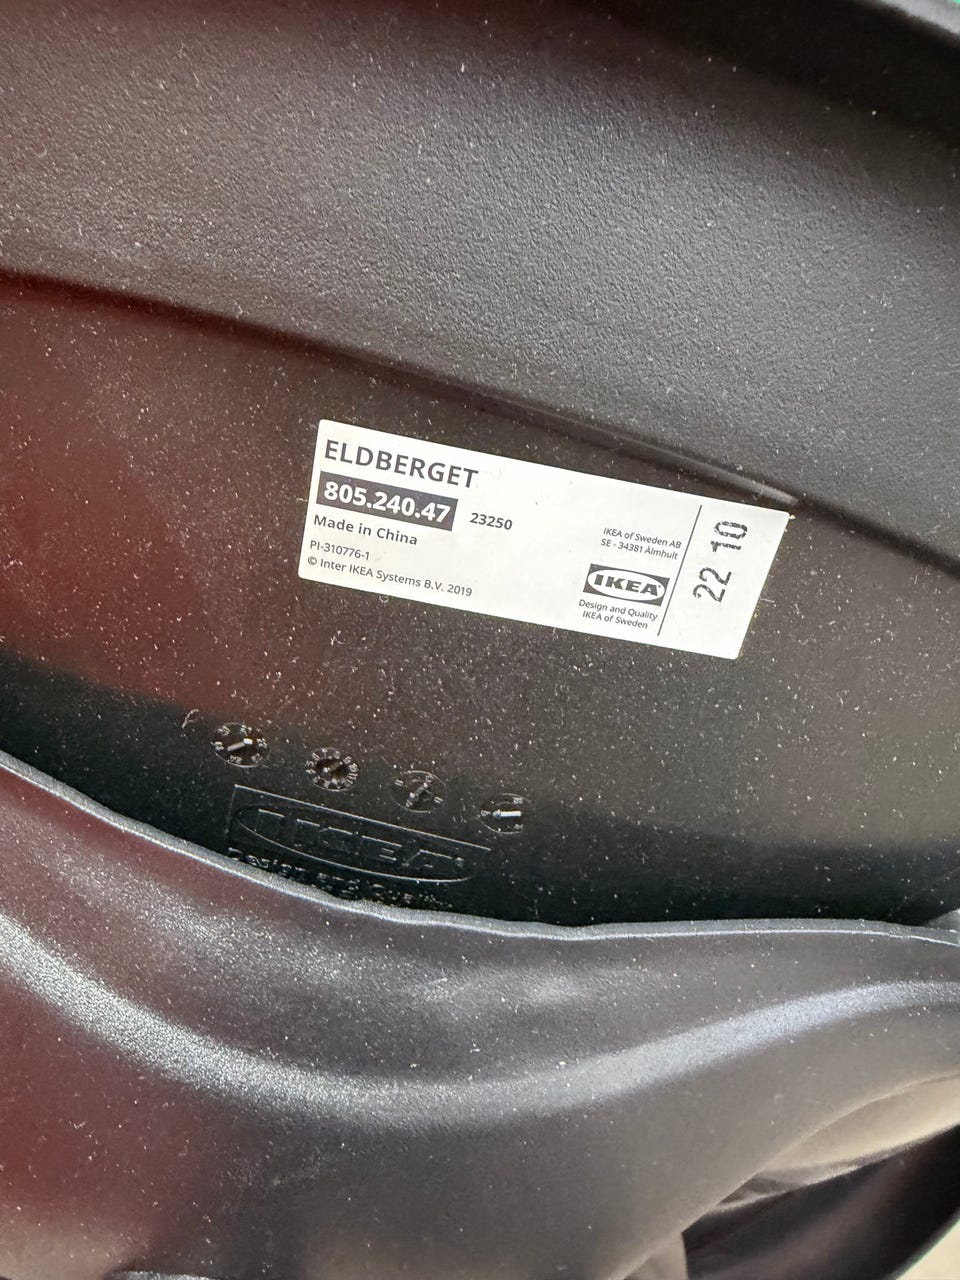 ELDBERGET
805.240.47 23250
Made in China
PI-310776-1
© Inter IKEA Systems B.V. 2019
IKEA of Sweden AB
SE - 34381 Älmhult
IKEA
Design and Quality
IKEA of Sweden
22 10
IKEA